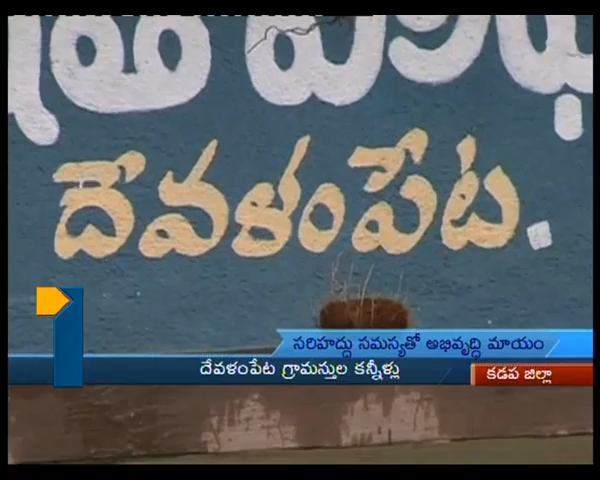 దేవళంపేట.
సరిహద్దు సమస్యతో అభివృద్ధి మాయం
దేవళంపేట గ్రామస్తుల కన్నీళ్లు
కడప జిల్లా